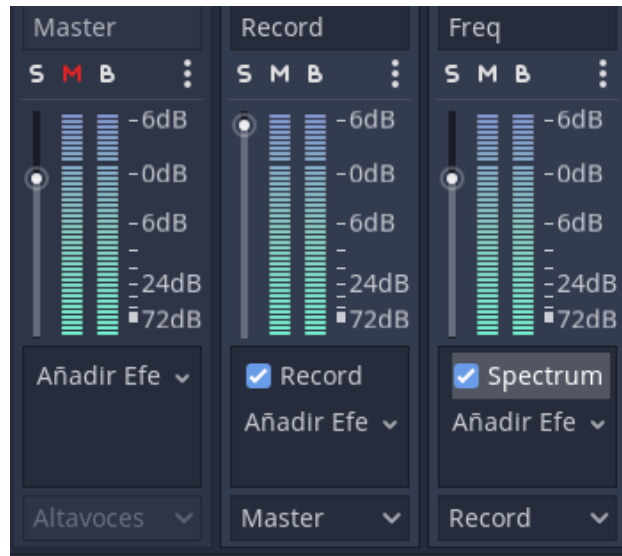 Master
S M B
-6dB
-0dB
-6dB
-24dB
72dB
Añadir Efe
Altavoces
Record
S M B
-6dB
-0dB
-6dB
-24dB
72dB
Record
Añadir Efe
Master
Freq
S M B
-6dB
-0dB
-6dB
-24dB
72dB
Spectrum
Añadir Efe
Record